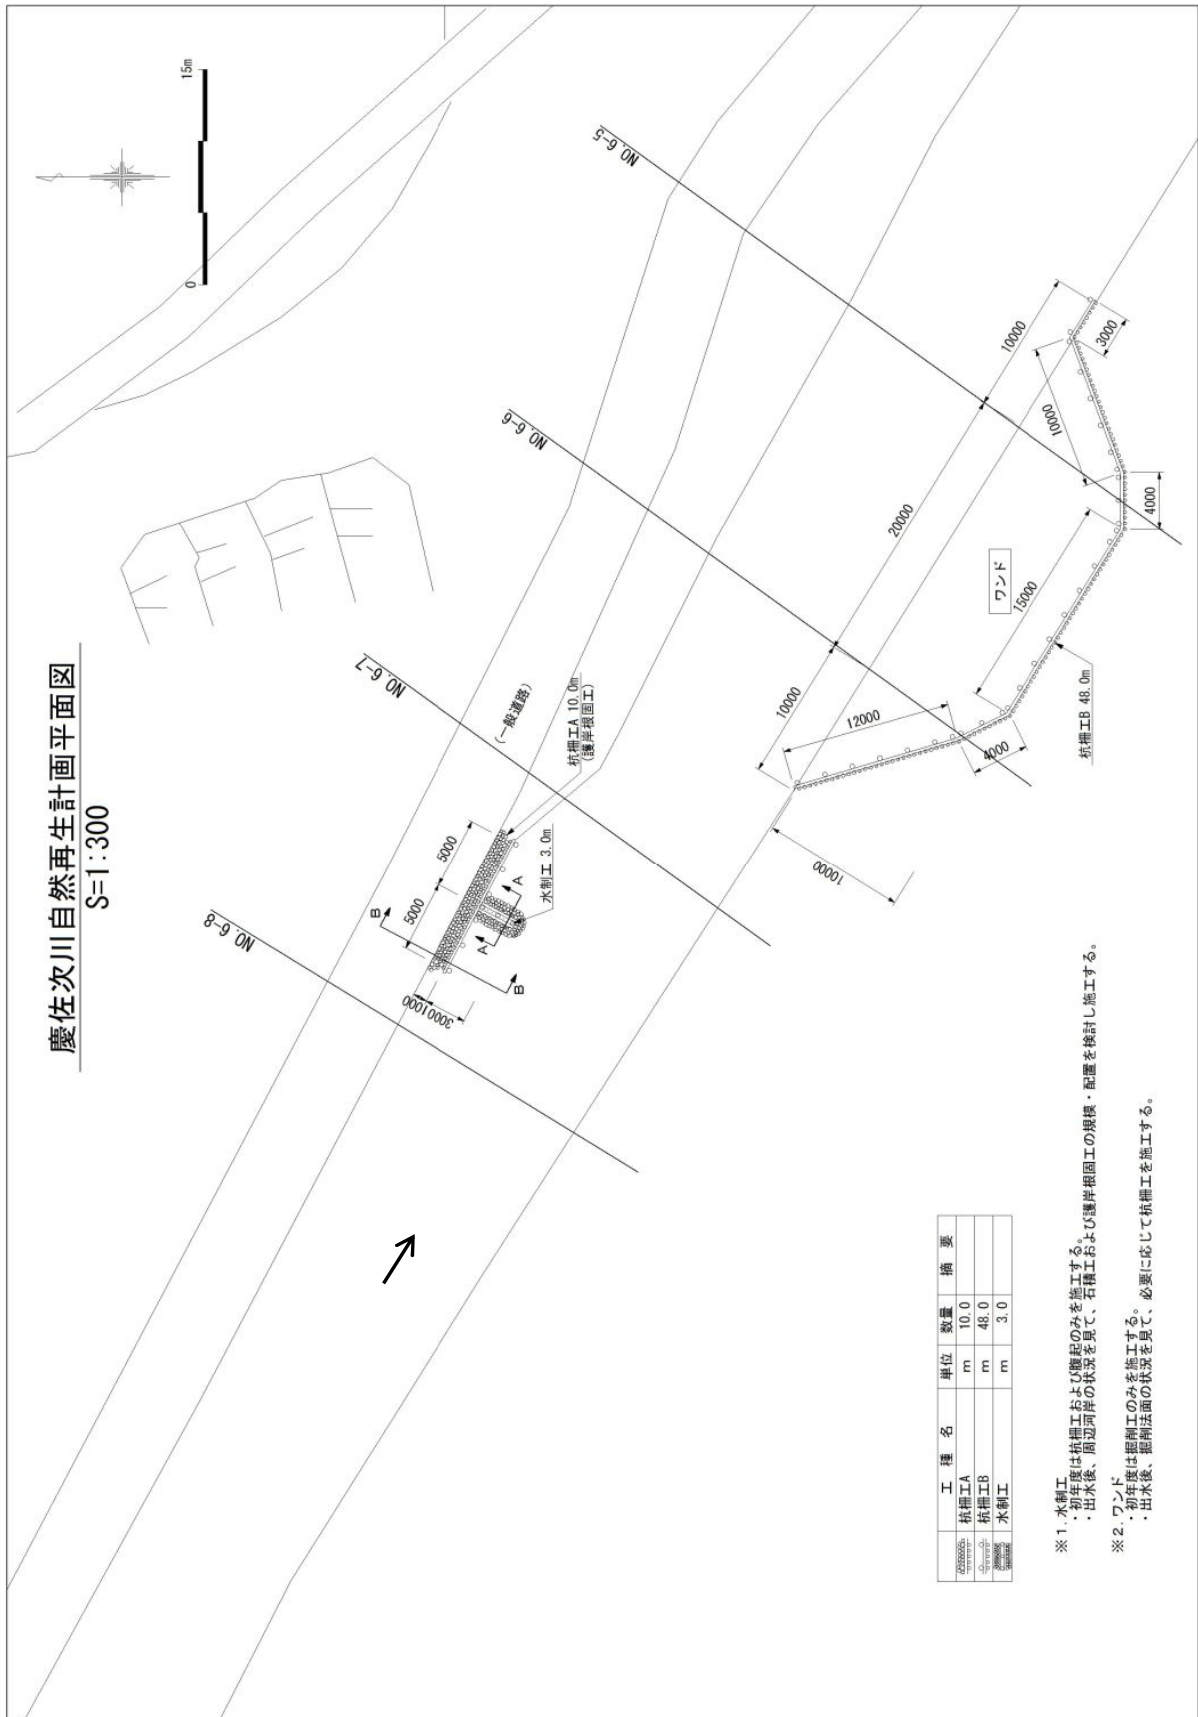 慶佐次川自然再生計画平面図
S=1:300
0
15m
NO.6-8
NO.6-7
NO.6-6
NO.6-5
(一般道路)
杭柵工A 10.0m
(護岸根固工)
水制工 3.0m
B
B
A
A
5000
5000
1000
3000
10000
20000
10000
10000
12000
4000
15000
4000
10000
3000
ワンド
杭柵工B 48.0m
工種名 単位 数量 摘要
杭柵工A m 10.0
杭柵工B m 48.0
水制工 m 3.0
※1.水制工
・初年度は杭柵工および腹起のみを施工する。
・出水後、周辺河岸の状況を見て、石積工および護岸根固工の規模・配置を検討し施工する。
※2.ワンド
・初年度は掘削工のみを施工する。
・出水後、掘削法面の状況を見て、必要に応じて杭柵工を施工する。